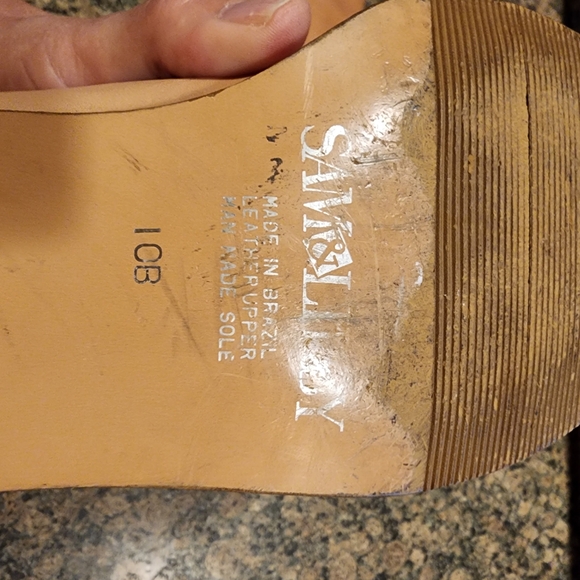 SAM & LIBBY
MADE IN BRAZIL
LEATHER UPPER
MAN MADE SOLE
10B